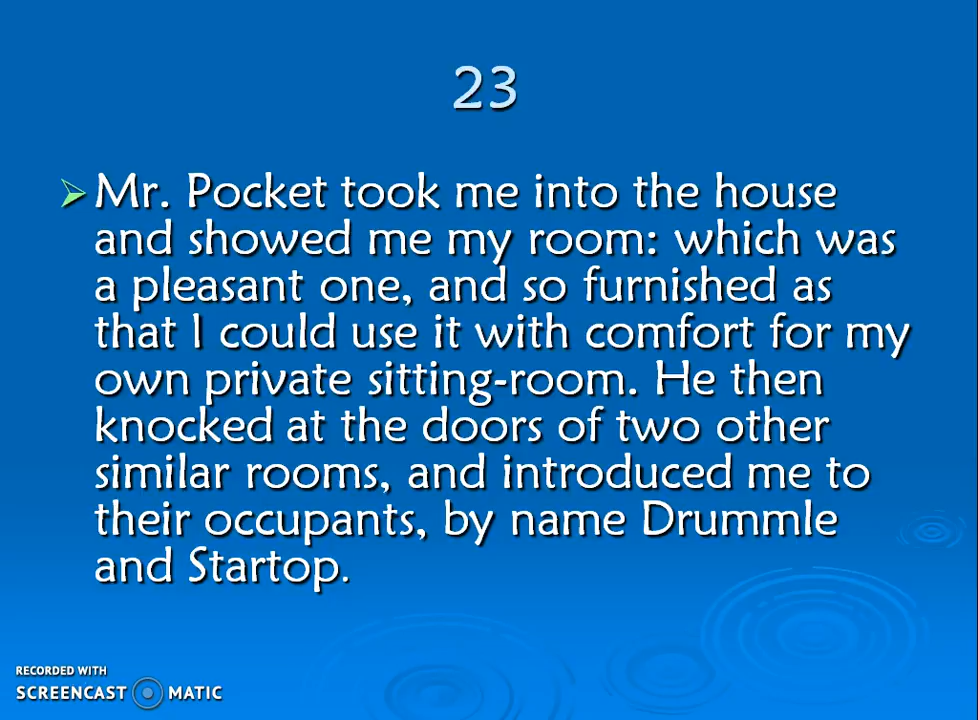 23
Mr. Pocket took me into the house
and showed me my room: which was
a pleasant one, and so furnished as
that I could use it with comfort for my
own private sitting-room. He then
knocked at the doors of two other
similar rooms, and introduced me to
their occupants, by name Drummle
and Startop.
RECORDED WITH
SCREENCAST MATIC